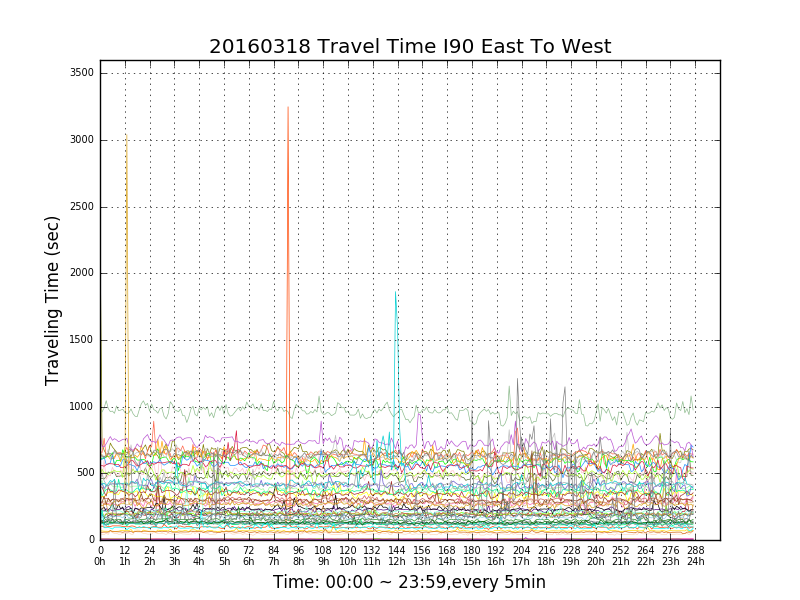 20160318 Travel Time I90 East To West
Traveling Time (sec)
3500
3000
2500
2000
1500
1000
500
0
0 12 24 36 48 60 72 84 96 108 120 132 144 156 168 180 192 204 216 228 240 252 264 276 288
0h 1h 2h 3h 4h 5h 6h 7h 8h 9h 10h 11h 12h 13h 14h 15h 16h 17h 18h 19h 20h 21h 22h 23h 24h
Time: 00:00 ~ 23:59,every 5min